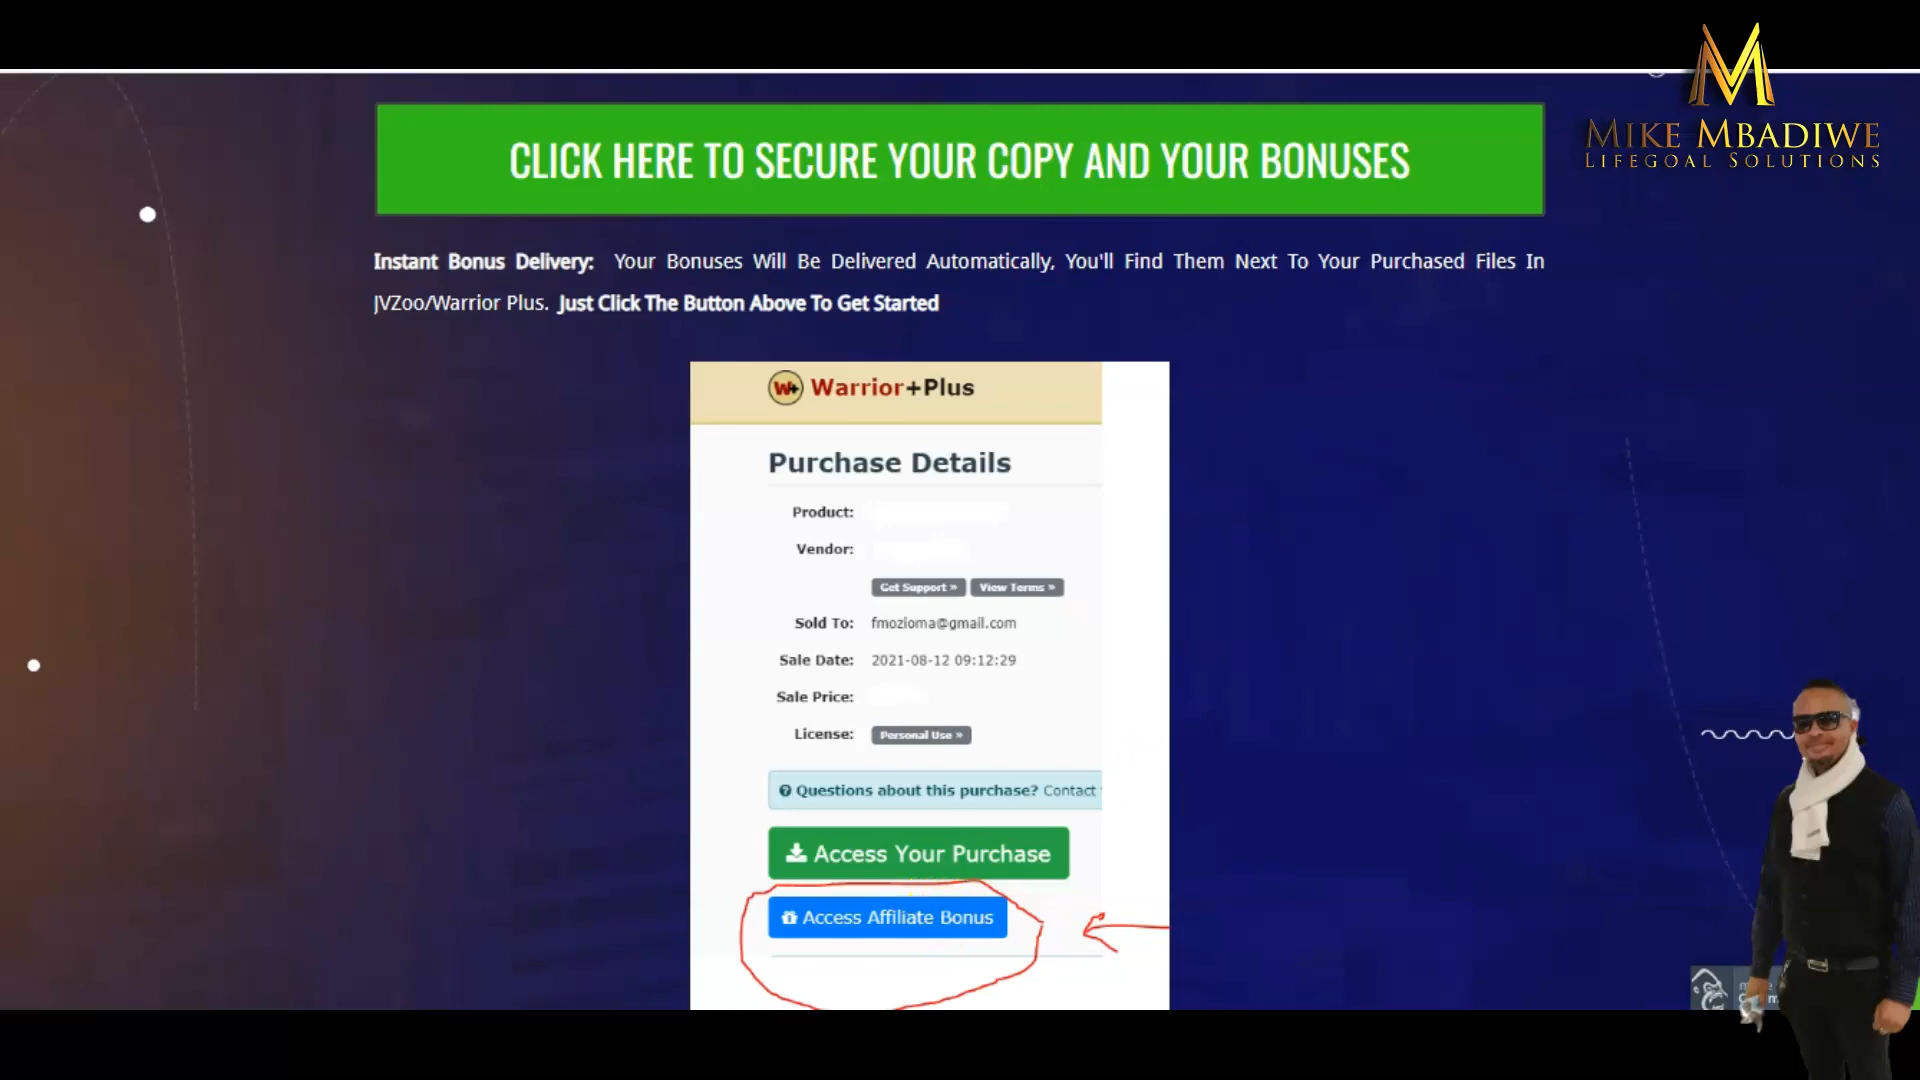 MIKE MBADIWE
LIFEGOAL SOLUTIONS
CLICK HERE TO SECURE YOUR COPY AND YOUR BONUSES
Instant Bonus Delivery: Your Bonuses Will Be Delivered Automatically, You'll Find Them Next To Your Purchased Files In
JVZoo/Warrior Plus. Just Click The Button Above To Get Started
W+ Warrior+Plus
Purchase Details
Product:
Vendor:
Get Support » View Terms »
Sold To: fmozioma@gmail.com
Sale Date: 2021-08-12 09:12:29
Sale Price:
License: Personal Use »
Questions about this purchase? Contact
Access Your Purchase
Access Affiliate Bonus